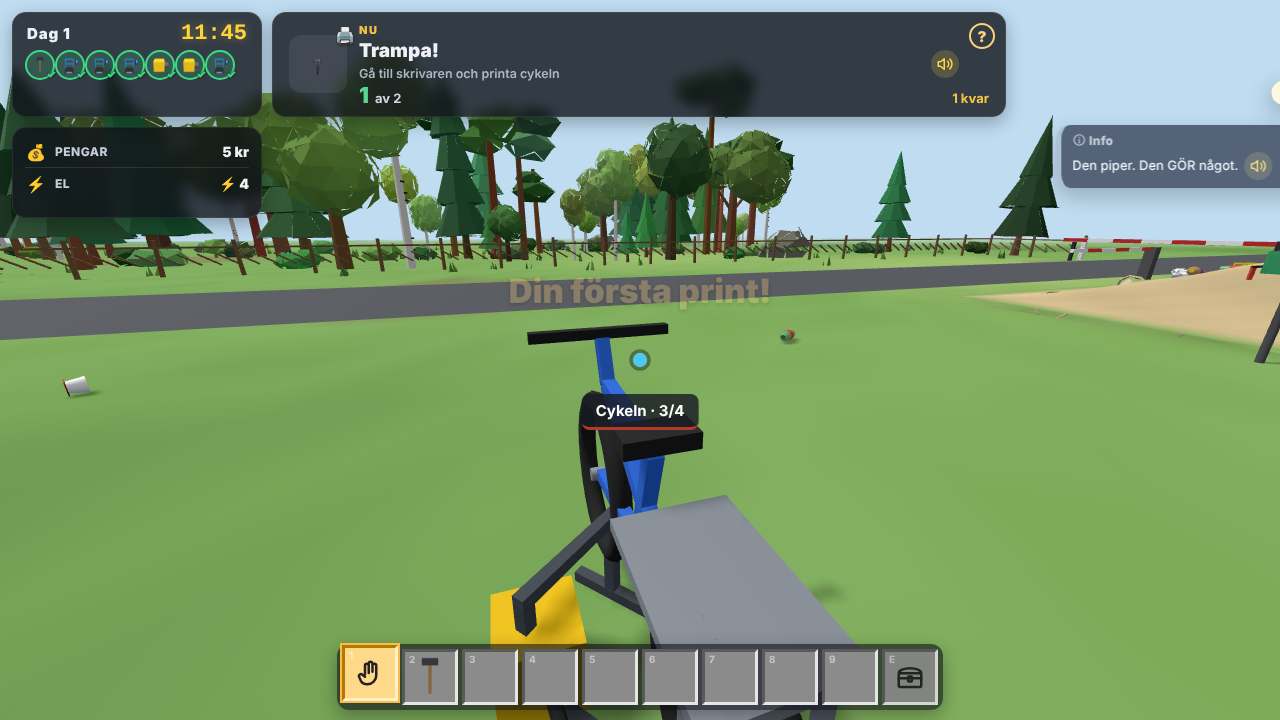 Dag 1
11:45
NU
Trampa!
Gå till skrivaren och printa cykeln
1 av 2
1 kvar
?
PENGAR
5 kr
EL
4
Info
Den piper. Den GÖR något.
Din första print!
Cykeln · 3/4
2
3
4
5
6
7
8
9
E